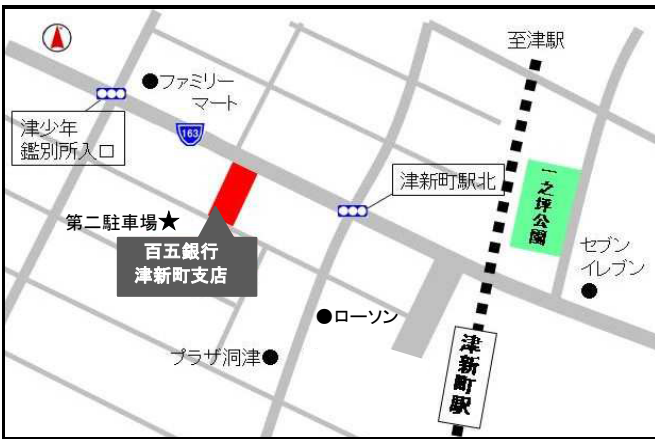 至津駅
ファミリー
マート
津少年
鑑別所入口
163
津新町駅北
一之坪公園
第二駐車場★
百五銀行
津新町支店
セブン
イレブン
ローソン
プラザ洞津
津新町駅